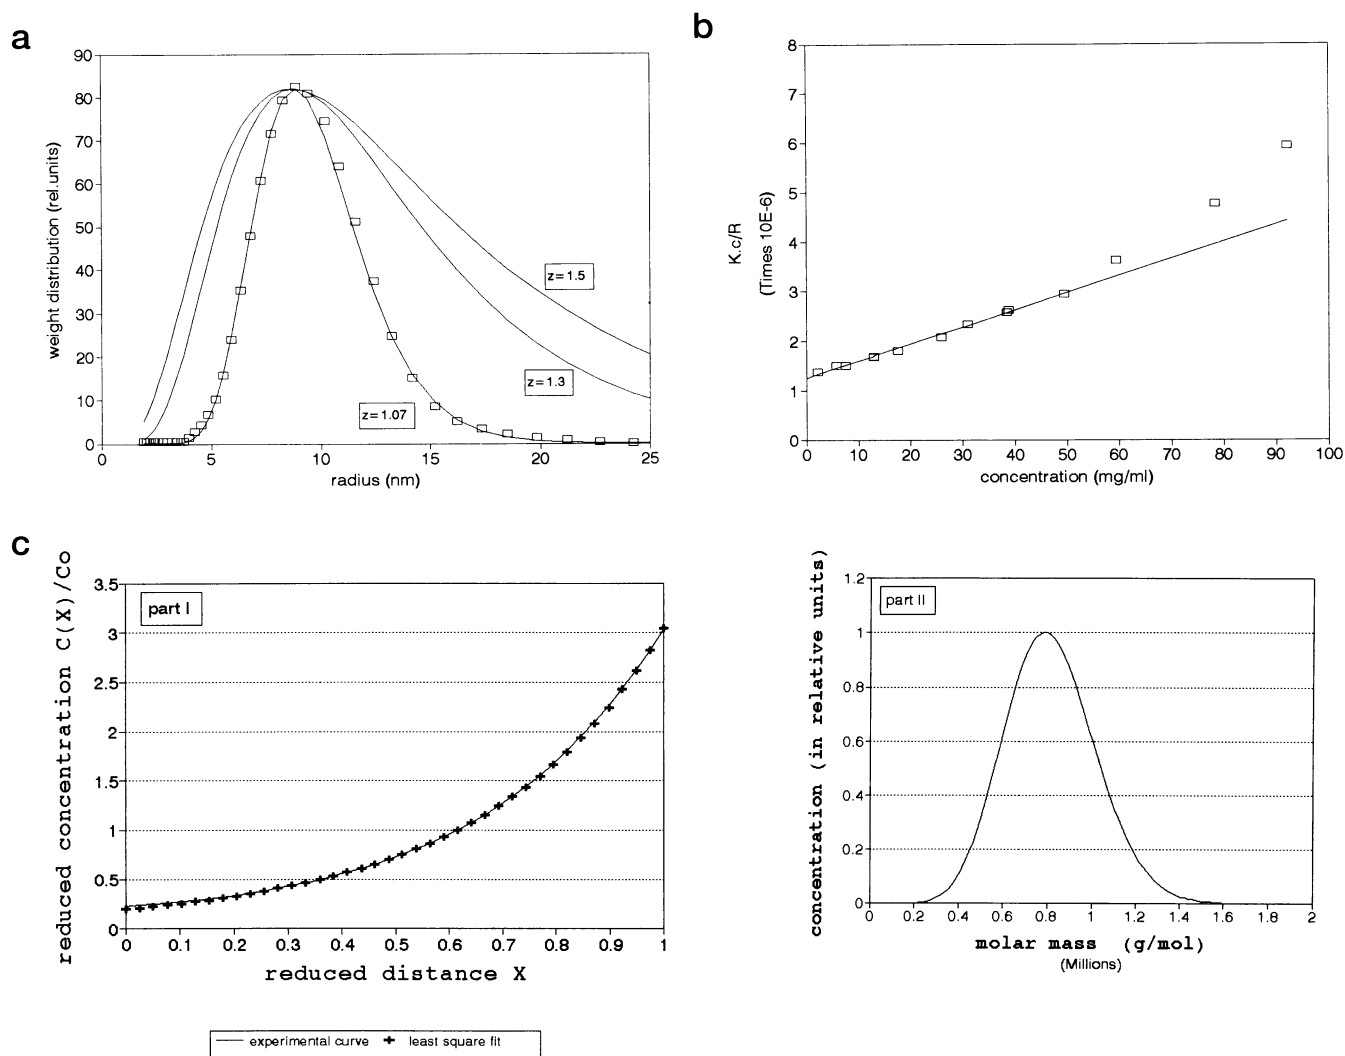 a
90
80
70
60
50
40
30
20
10
0
weight distribution (rel.units)
z=1.5
z=1.3
z=1.07
0 5 10 15 20 25
radius (nm)
b
8
7
6
5
4
3
2
1
0
K.c/R
(Times 10E-6)
0 10 20 30 40 50 60 70 80 90 100
concentration (mg/ml)
c
reduced concentration C(X)/Co
3.5
3
2.5
2
1.5
1
0.5
0
part I
0 0.1 0.2 0.3 0.4 0.5 0.6 0.7 0.8 0.9 1
reduced distance X
experimental curve least square fit
concentration (in relative units)
1.2
1
0.8
0.6
0.4
0.2
0
part II
0 0.2 0.4 0.6 0.8 1 1.2 1.4 1.6 1.8 2
molar mass (g/mol)
(Millions)